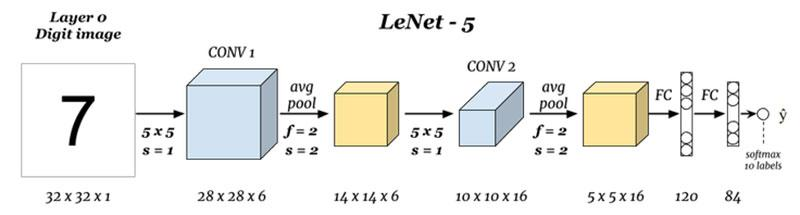 Layer 0
Digit image
LeNet - 5
7
CONV 1
avg
pool
CONV 2
avg
pool
FC
FC
ŷ
5 x 5
s = 1
f = 2
s = 2
5 x 5
s = 1
f = 2
s = 2
softmax
10 labels
32 x 32 x 1
28 x 28 x 6
14 x 14 x 6
10 x 10 x 16
5 x 5 x 16
120
84